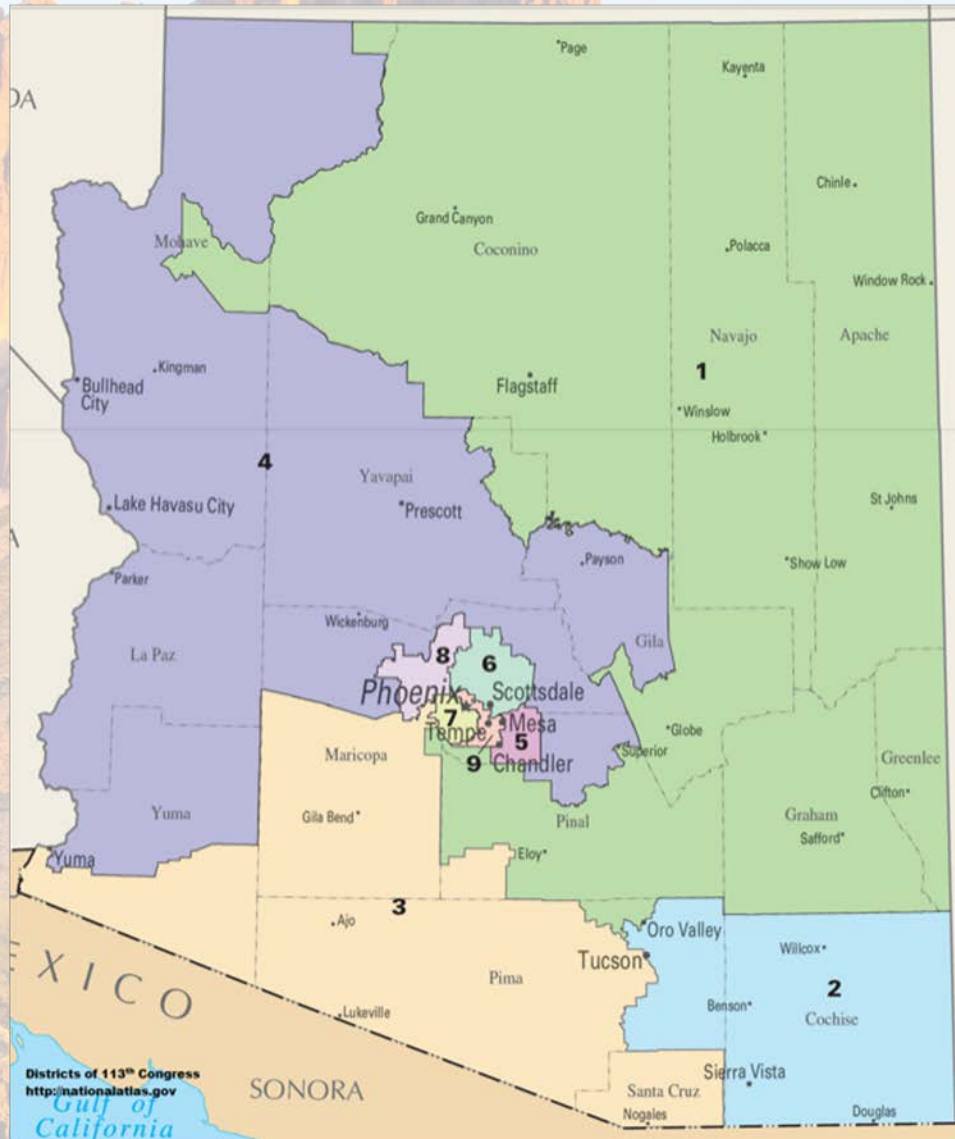 Page
Kayenta
DA
Chinle
Grand Canyon
Mohave
Coconino
Polacca
Window Rock
Navajo
Apache
Kingman
1
Bullhead
City
Flagstaff
Winslow
Holbrook
4
Yavapai
Lake Havasu City
Prescott
St Johns
A
Payson
Show Low
Parker
Wickenburg
Gila
La Paz
8
6
Phoenix
Scottsdale
7
Mesa
Tempe
5
Globe
Maricopa
Superior
9
Chandler
Greenlee
Clifton
Yuma
Gila Bend
Pinal
Graham
Safford
Eloy
Yuma
3
Ajo
Oro Valley
Tucson
Willcox
EXICO
Pima
2
Benson
Cochise
Lukeville
Districts of 113th Congress
http://nationalatlas.gov
Sierra Vista
SONORA
Santa Cruz
Gulf of
California
Nogales
Douglas